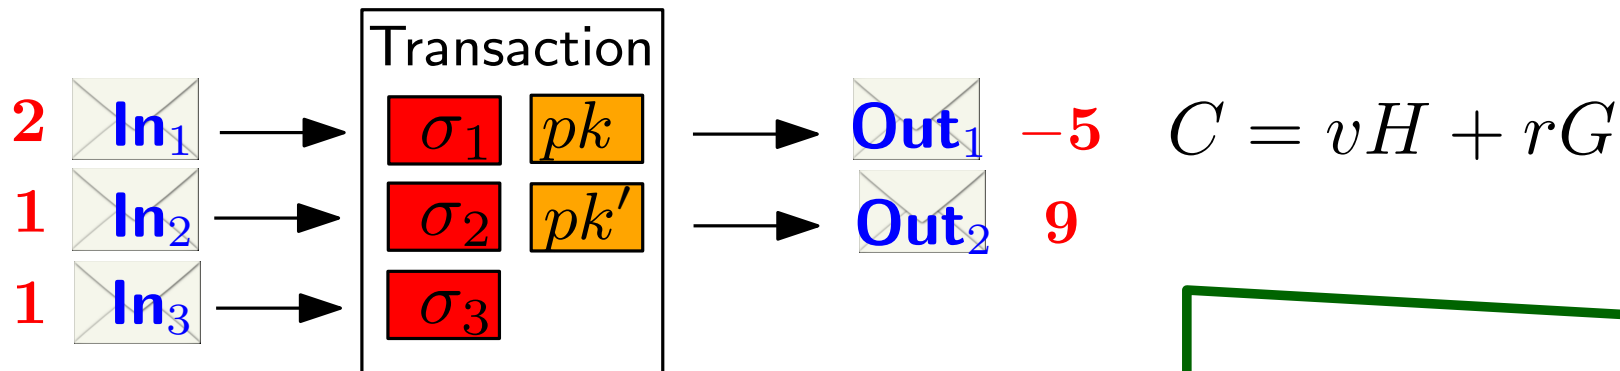 Transaction
2 In₁ σ₁ pk Out₁ −5 C = vH + rG
1 In₂ σ₂ pk′ Out₂ 9
1 In₃ σ₃